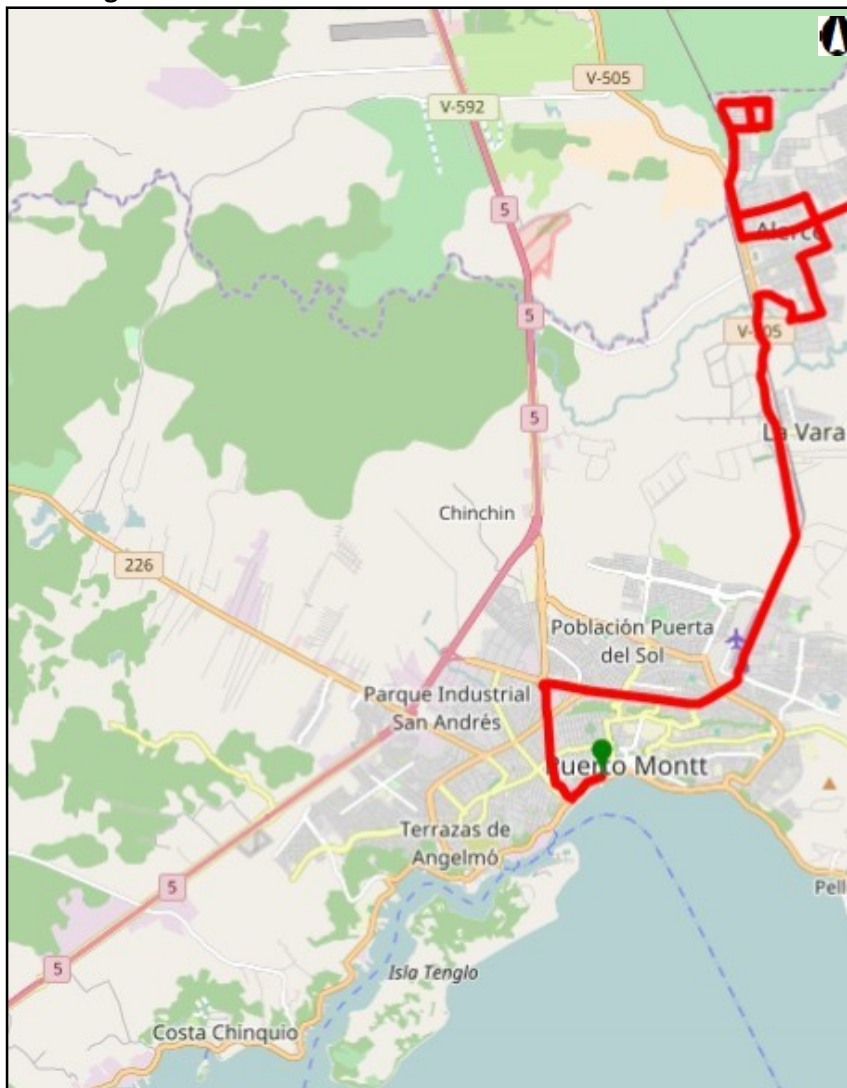 V-505
V-592
5
Alerce
5
V-505
5
La Vara
Chinchin
226
Población Puerta
del Sol
Parque Industrial
San Andrés
Puerto Montt
Terrazas de
Angelmó
5
Pell
5
Isla Tenglo
Costa Chinquio